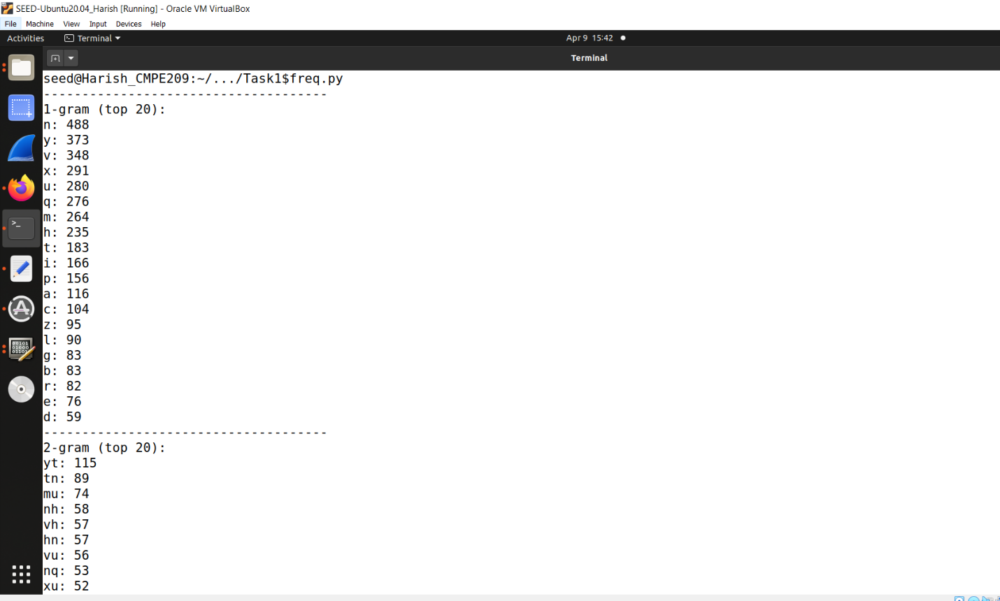 SEED-Ubuntu20.04_Harish [Running] - Oracle VM VirtualBox
File Machine View Input Devices Help
Activities Terminal Apr 9 15:42
Terminal
seed@Harish_CMPE209:~/.../Task1$freq.py
-------------------------------------
1-gram (top 20):
n: 488
y: 373
v: 348
x: 291
u: 280
q: 276
m: 264
h: 235
t: 183
i: 166
p: 156
a: 116
c: 104
z: 95
l: 90
g: 83
b: 83
r: 82
e: 76
d: 59
-------------------------------------
2-gram (top 20):
yt: 115
tn: 89
mu: 74
nh: 58
vh: 57
hn: 57
vu: 56
nq: 53
xu: 52